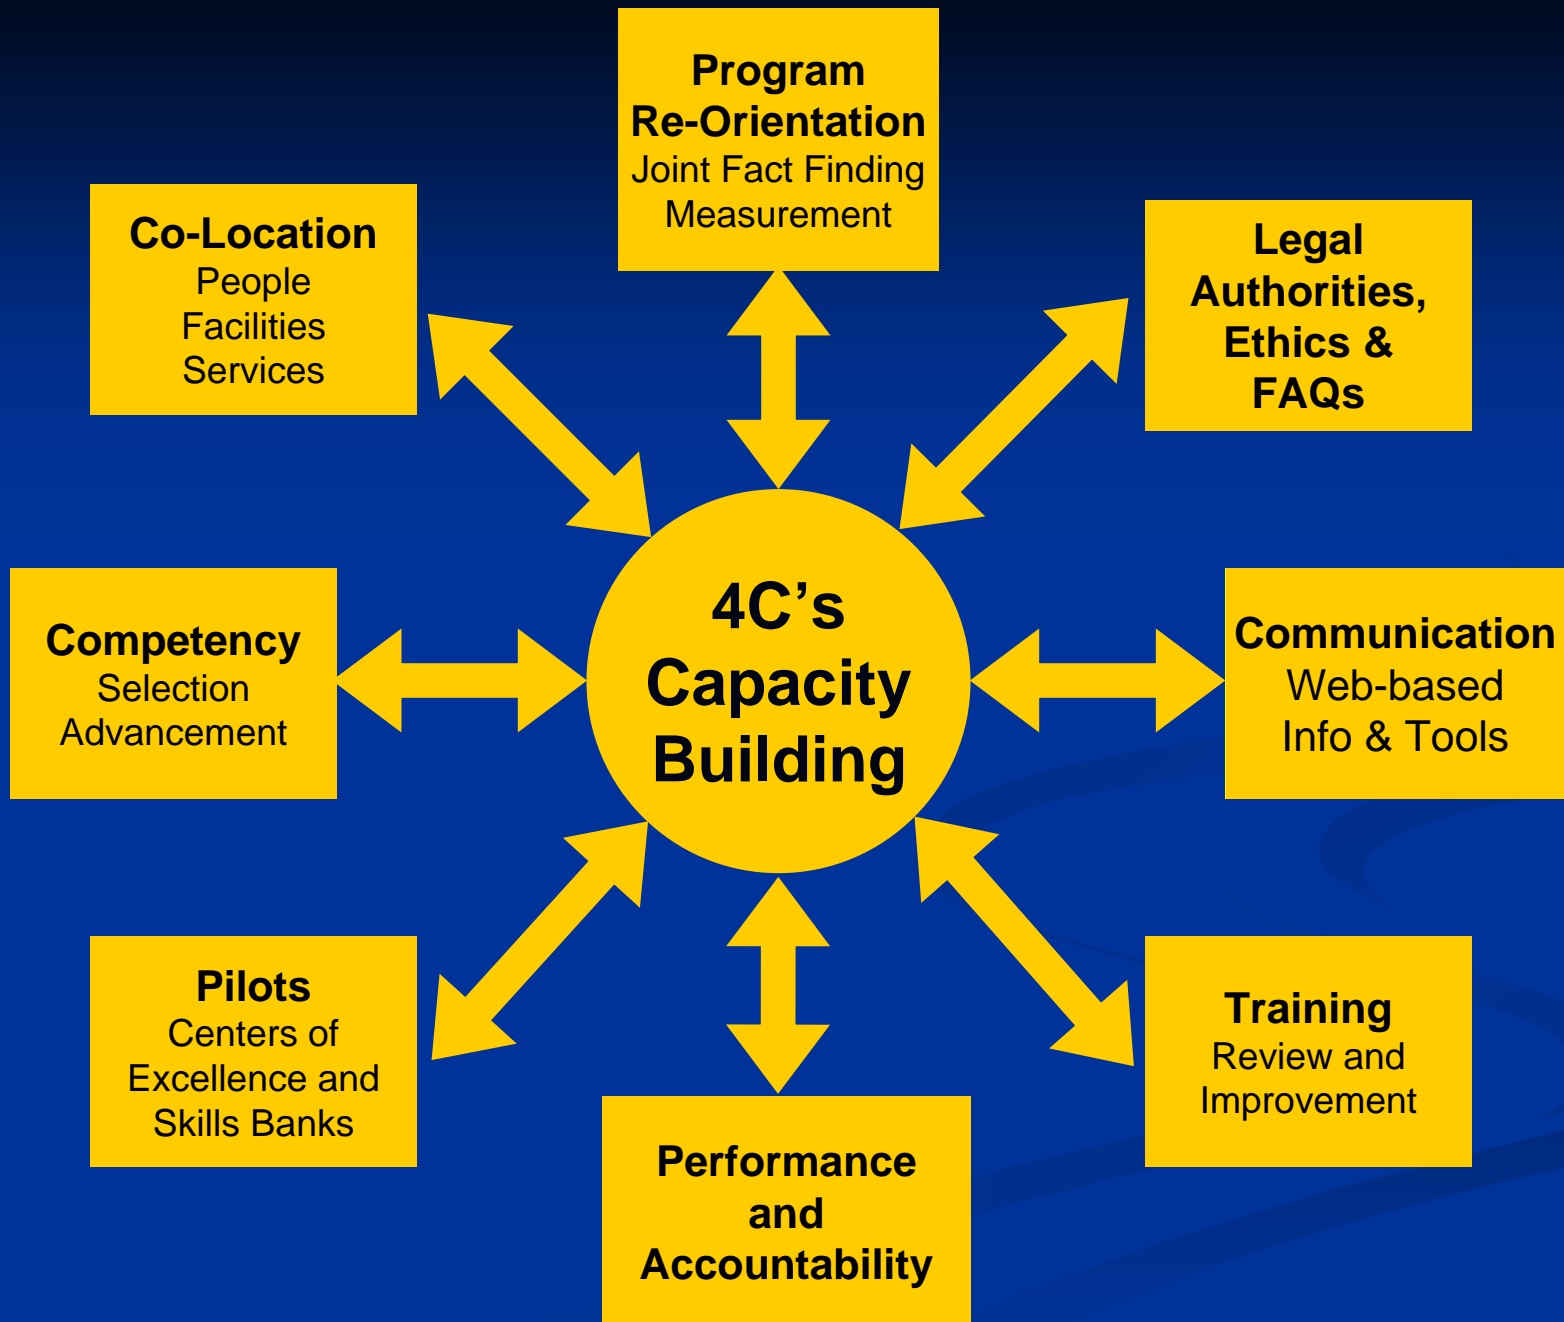 Program
Re-Orientation
Joint Fact Finding
Measurement
Co-Location
People
Facilities
Services
Legal
Authorities,
Ethics &
FAQs
4C’s
Capacity
Building
Competency
Selection
Advancement
Communication
Web-based
Info & Tools
Pilots
Centers of
Excellence and
Skills Banks
Training
Review and
Improvement
Performance
and
Accountability